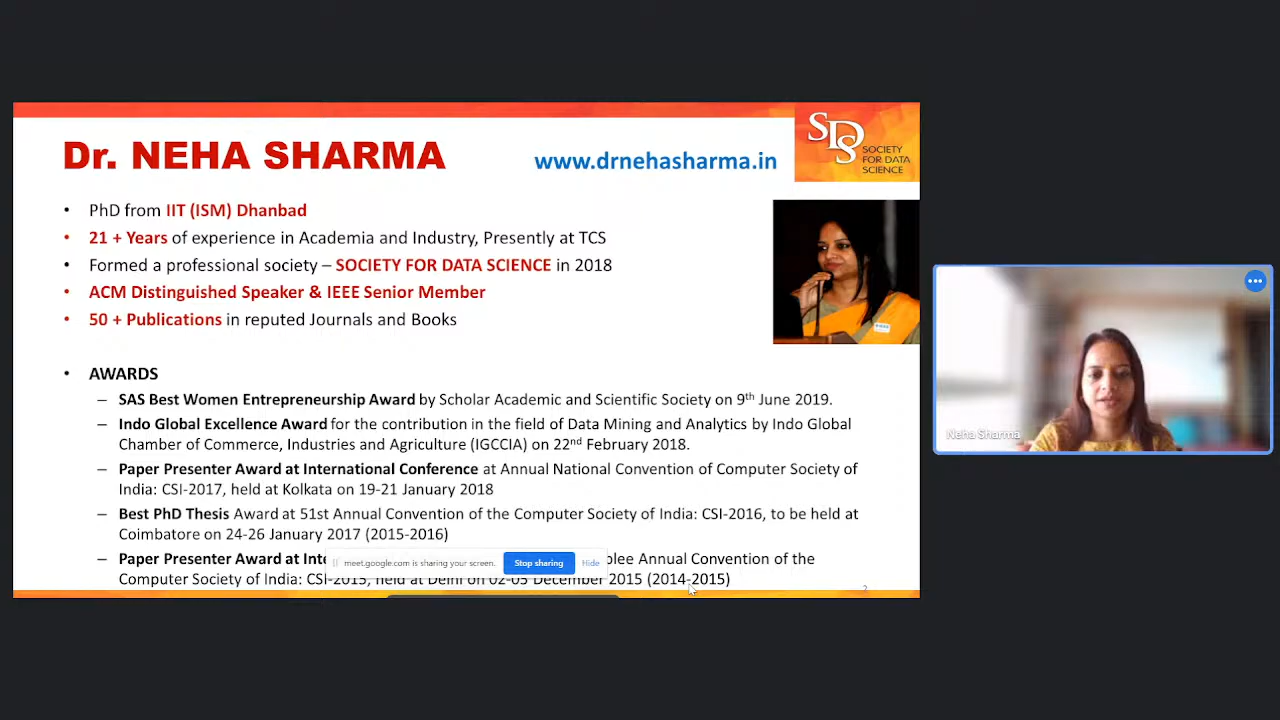 Dr. NEHA SHARMA
www.drnehasharma.in
SDS
SOCIETY
FOR DATA
SCIENCE
• PhD from IIT (ISM) Dhanbad
• 21 + Years of experience in Academia and Industry, Presently at TCS
• Formed a professional society – SOCIETY FOR DATA SCIENCE in 2018
• ACM Distinguished Speaker & IEEE Senior Member
• 50 + Publications in reputed Journals and Books
• AWARDS
– SAS Best Women Entrepreneurship Award by Scholar Academic and Scientific Society on 9th June 2019.
– Indo Global Excellence Award for the contribution in the field of Data Mining and Analytics by Indo Global
Chamber of Commerce, Industries and Agriculture (IGCCIA) on 22nd February 2018.
– Paper Presenter Award at International Conference at Annual National Convention of Computer Society of
India: CSI-2017, held at Kolkata on 19-21 January 2018
– Best PhD Thesis Award at 51st Annual Convention of the Computer Society of India: CSI-2016, to be held at
Coimbatore on 24-26 January 2017 (2015-2016)
– Paper Presenter Award at Annual Convention of the
meet.google.com is sharing your screen. Stop sharing Hide
Computer Society of India: CSI-2015, held at Delhi on 02-05 December 2015 (2014-2015)
2
Neha Sharma